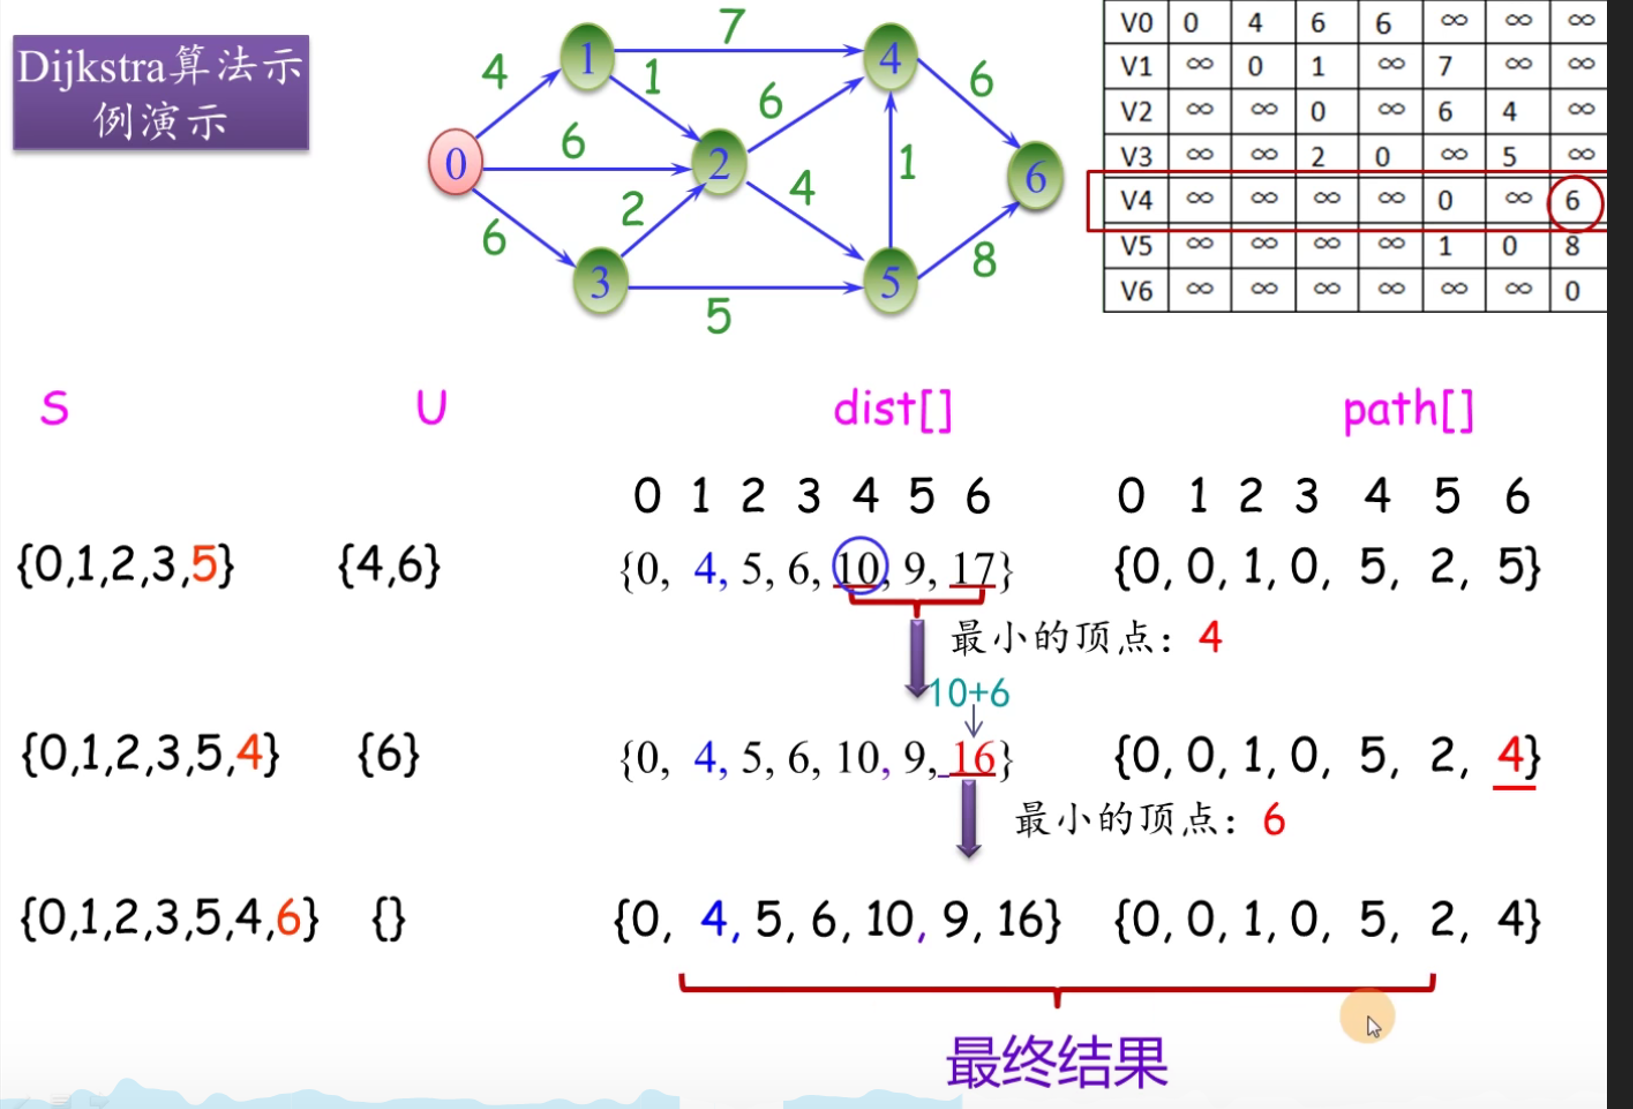 Dijkstra算法示
例演示
0
1
2
3
4
5
6
4
6
6
7
1
6
2
4
5
1
6
8
V0 0 4 6 6 ∞ ∞ ∞
V1 ∞ 0 1 ∞ 7 ∞ ∞
V2 ∞ ∞ 0 ∞ 6 4 ∞
V3 ∞ ∞ 2 0 ∞ 5 ∞
V4 ∞ ∞ ∞ ∞ 0 ∞ 6
V5 ∞ ∞ ∞ ∞ 1 0 8
V6 ∞ ∞ ∞ ∞ ∞ ∞ 0
S U dist[] path[]
0 1 2 3 4 5 6 0 1 2 3 4 5 6
{0,1,2,3,5} {4,6} {0, 4, 5, 6, 10, 9, 17} {0, 0, 1, 0, 5, 2, 5}
最小的顶点：4
10+6
{0,1,2,3,5,4} {6} {0, 4, 5, 6, 10, 9, 16} {0, 0, 1, 0, 5, 2, 4}
最小的顶点：6
{0,1,2,3,5,4,6} {} {0, 4, 5, 6, 10, 9, 16} {0, 0, 1, 0, 5, 2, 4}
最终结果